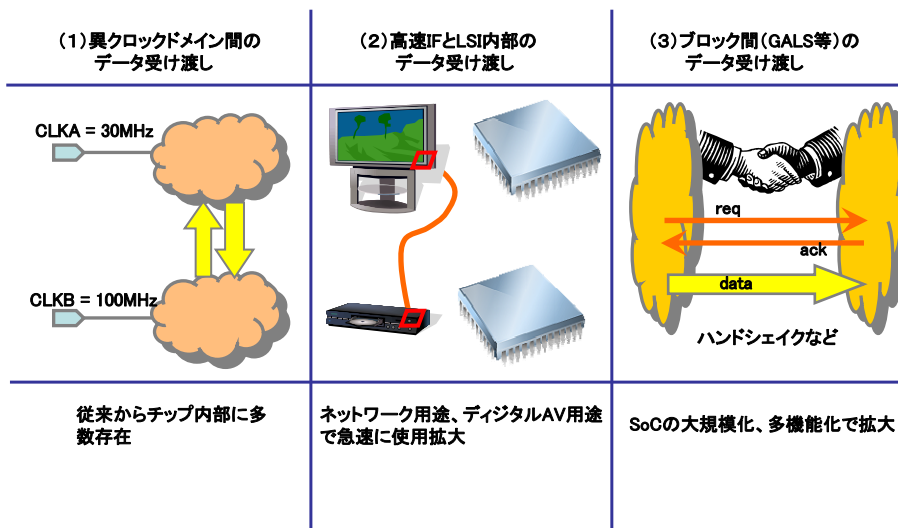 （1）異クロックドメイン間の
データ受け渡し
（2）高速IFとLSI内部の
データ受け渡し
（3）ブロック間（GALS等）の
データ受け渡し
CLKA = 30MHz
CLKB = 100MHz
req
ack
data
ハンドシェイクなど
従来からチップ内部に多
数存在
ネットワーク用途、ディジタルAV用途
で急速に使用拡大
SoCの大規模化、多機能化で拡大